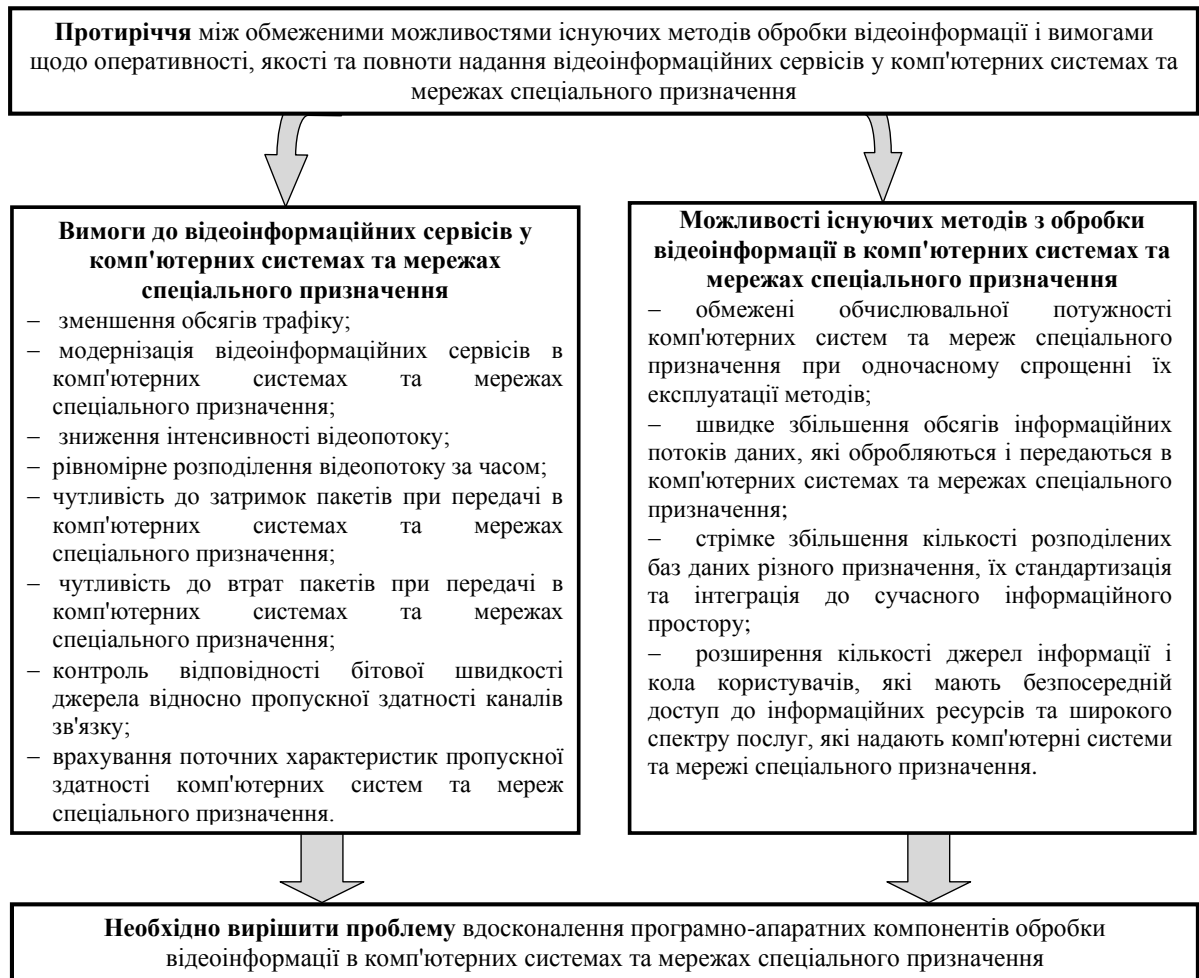 Протиріччя між обмеженими можливостями існуючих методів обробки відеоінформації і вимогами
щодо оперативності, якості та повноти надання відеоінформаційних сервісів у комп'ютерних системах та
мережах спеціального призначення
Вимоги до відеоінформаційних сервісів у
комп'ютерних системах та мережах
спеціального призначення
– зменшення обсягів трафіку;
– модернізація відеоінформаційних сервісів в
комп'ютерних системах та мережах
спеціального призначення;
– зниження інтенсивності відеопотоку;
– рівномірне розподілення відеопотоку за часом;
– чутливість до затримок пакетів при передачі в
комп'ютерних системах та мережах
спеціального призначення;
– чутливість до втрат пакетів при передачі в
комп'ютерних системах та мережах
спеціального призначення;
– контроль відповідності бітової швидкості
джерела відносно пропускної здатності каналів
зв'язку;
– врахування поточних характеристик пропускної
здатності комп'ютерних систем та мереж
спеціального призначення.
Можливості існуючих методів з обробки
відеоінформації в комп'ютерних системах та
мережах спеціального призначення
– обмежені обчислювальної потужності
комп'ютерних систем та мереж спеціального
призначення при одночасному спрощенні їх
експлуатації методів;
– швидке збільшення обсягів інформаційних
потоків даних, які обробляються і передаються в
комп'ютерних системах та мережах спеціального
призначення;
– стрімке збільшення кількості розподілених
баз даних різного призначення, їх стандартизація
та інтеграція до сучасного інформаційного
простору;
– розширення кількості джерел інформації і
кола користувачів, які мають безпосередній
доступ до інформаційних ресурсів та широкого
спектру послуг, які надають комп'ютерні системи
та мережі спеціального призначення.
Необхідно вирішити проблему вдосконалення програмно-апаратних компонентів обробки
відеоінформації в комп'ютерних системах та мережах спеціального призначення